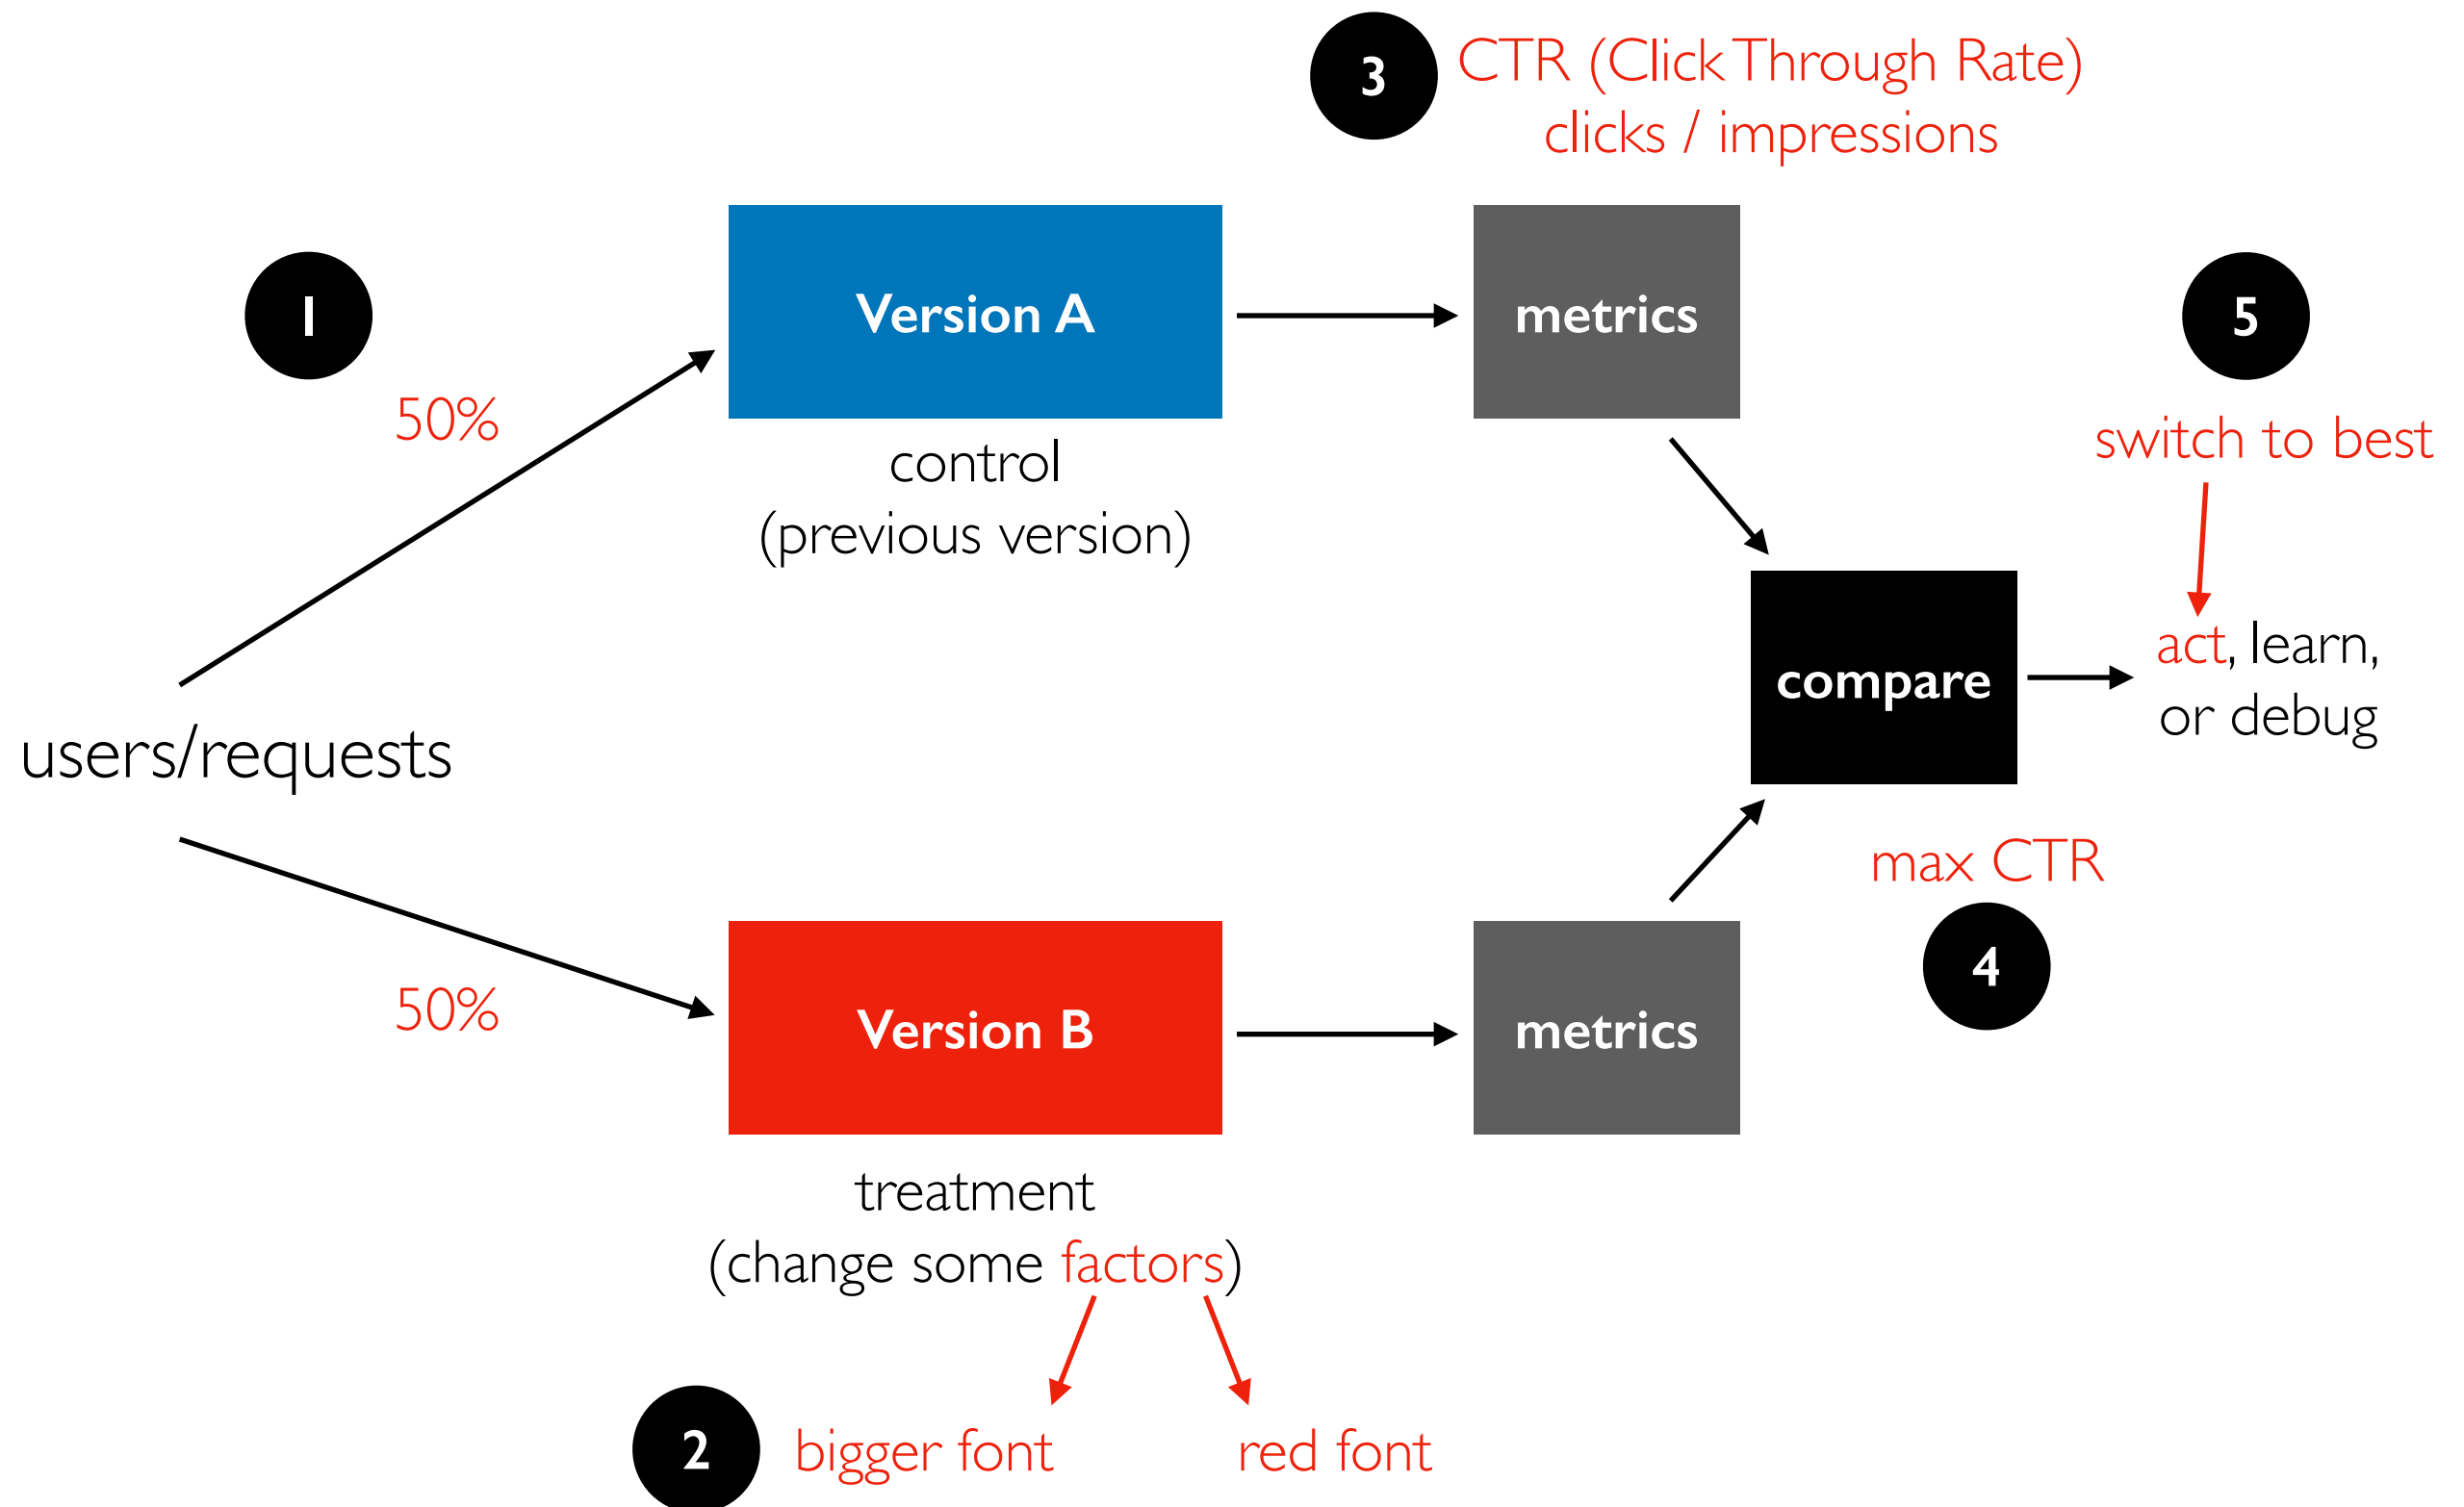 3
CTR (Click Through Rate)
clicks / impressions
1
50%
Version A
metrics
control
(previous version)
5
switch to best
users/requests
compare
act, learn,
or debug
max CTR
4
50%
Version B
metrics
treatment
(change some factors)
2
bigger font
red font